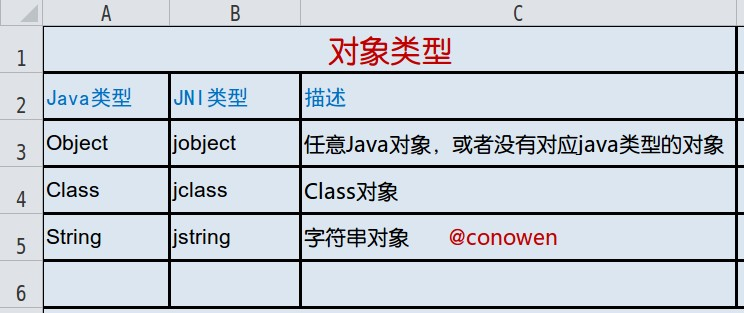 A B C
1 对象类型
2 Java类型 JNI类型 描述
3 Object jobject 任意Java对象，或者没有对应java类型的对象
4 Class jclass Class对象
5 String jstring 字符串对象 @conowen
6